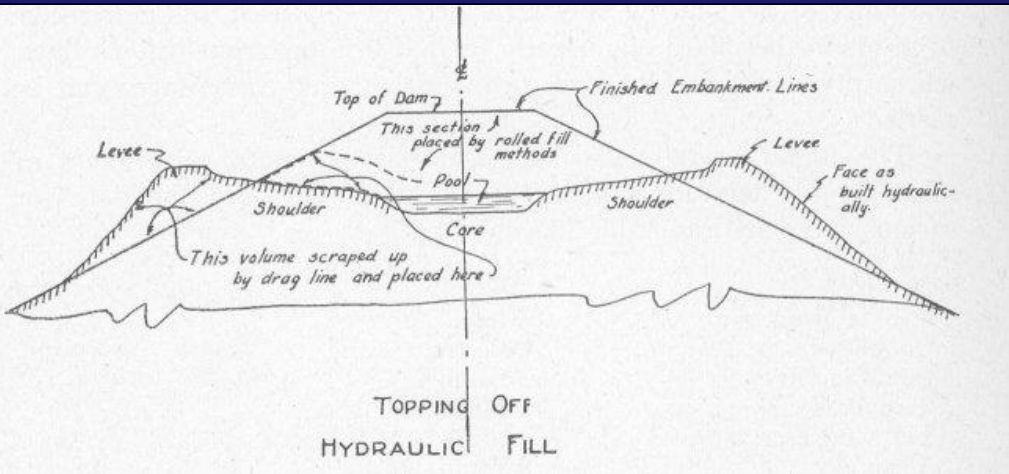 ℄
Top of Dam
Finished Embankment Lines
This section
placed by rolled fill
methods
Levee
Levee
Pool
Face as
built hydraulic-
ally.
Shoulder
Shoulder
Core
This volume scraped up
by drag line and placed here
TOPPING OFF
HYDRAULIC FILL